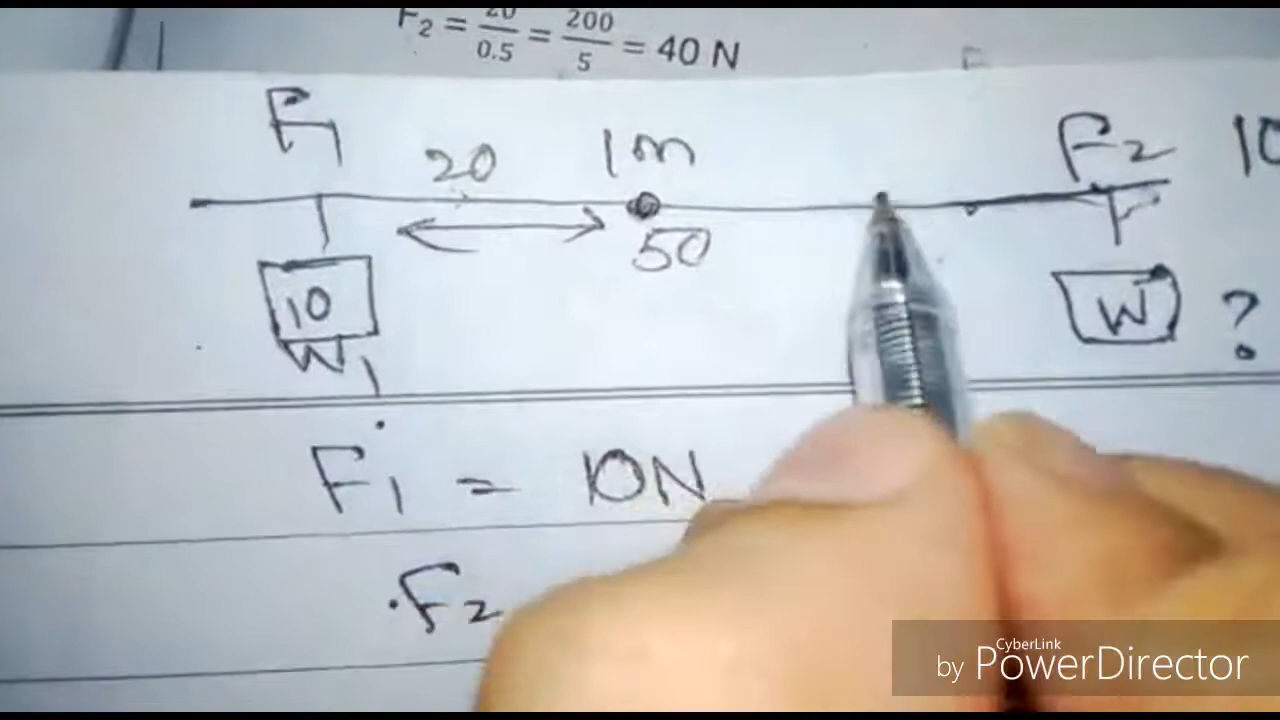 F₂ = 20/0.5 = 200/5 = 40 N
F₁ 20 1m F₂ 10
50
10 W ?
W
F₁ = 10N
F₂
CyberLink
by PowerDirector